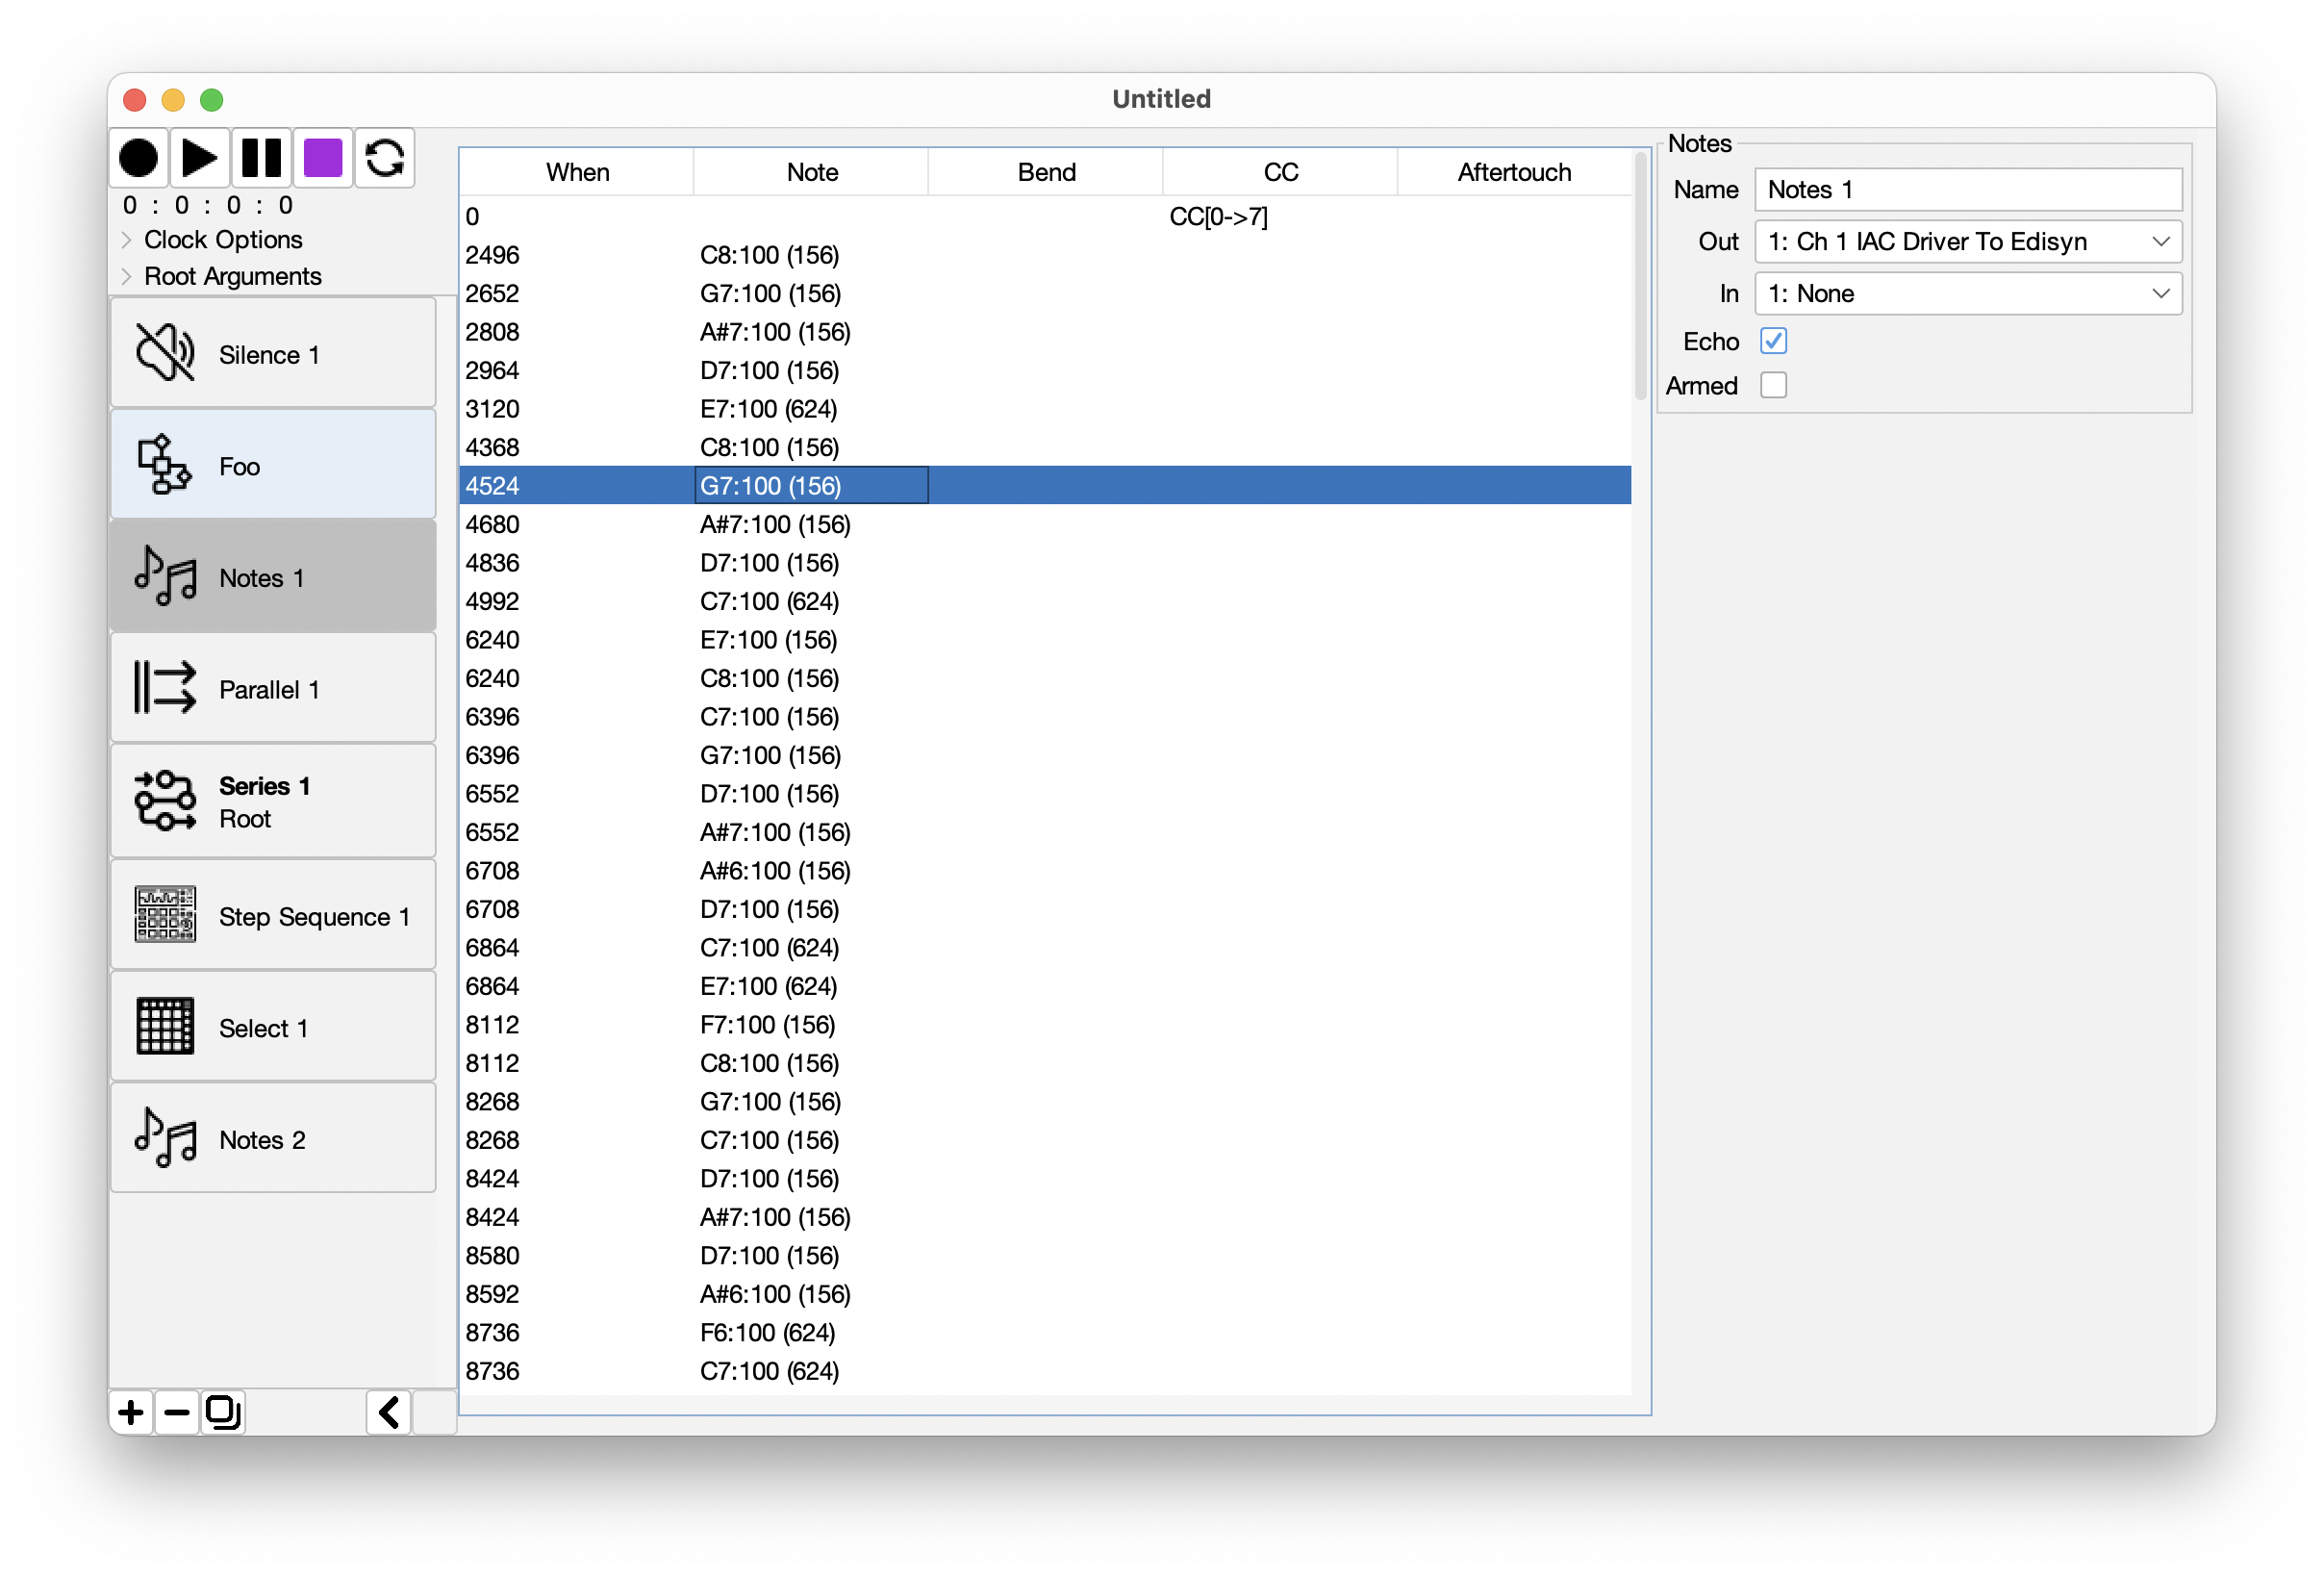 Untitled
0 : 0 : 0 : 0
Clock Options
Root Arguments
Silence 1
Foo
Notes 1
Parallel 1
Series 1
Root
Step Sequence 1
Select 1
Notes 2
When Note Bend CC Aftertouch
0 CC[0->7]
2496 C8:100 (156)
2652 G7:100 (156)
2808 A#7:100 (156)
2964 D7:100 (156)
3120 E7:100 (624)
4368 C8:100 (156)
4524 G7:100 (156)
4680 A#7:100 (156)
4836 D7:100 (156)
4992 C7:100 (624)
6240 E7:100 (156)
6240 C8:100 (156)
6396 C7:100 (156)
6396 G7:100 (156)
6552 D7:100 (156)
6552 A#7:100 (156)
6708 A#6:100 (156)
6708 D7:100 (156)
6864 C7:100 (624)
6864 E7:100 (624)
8112 F7:100 (156)
8112 C8:100 (156)
8268 G7:100 (156)
8268 C7:100 (156)
8424 D7:100 (156)
8424 A#7:100 (156)
8580 D7:100 (156)
8592 A#6:100 (156)
8736 F6:100 (624)
8736 C7:100 (624)
Notes
Name Notes 1
Out 1: Ch 1 IAC Driver To Edisyn
In 1: None
Echo
Armed